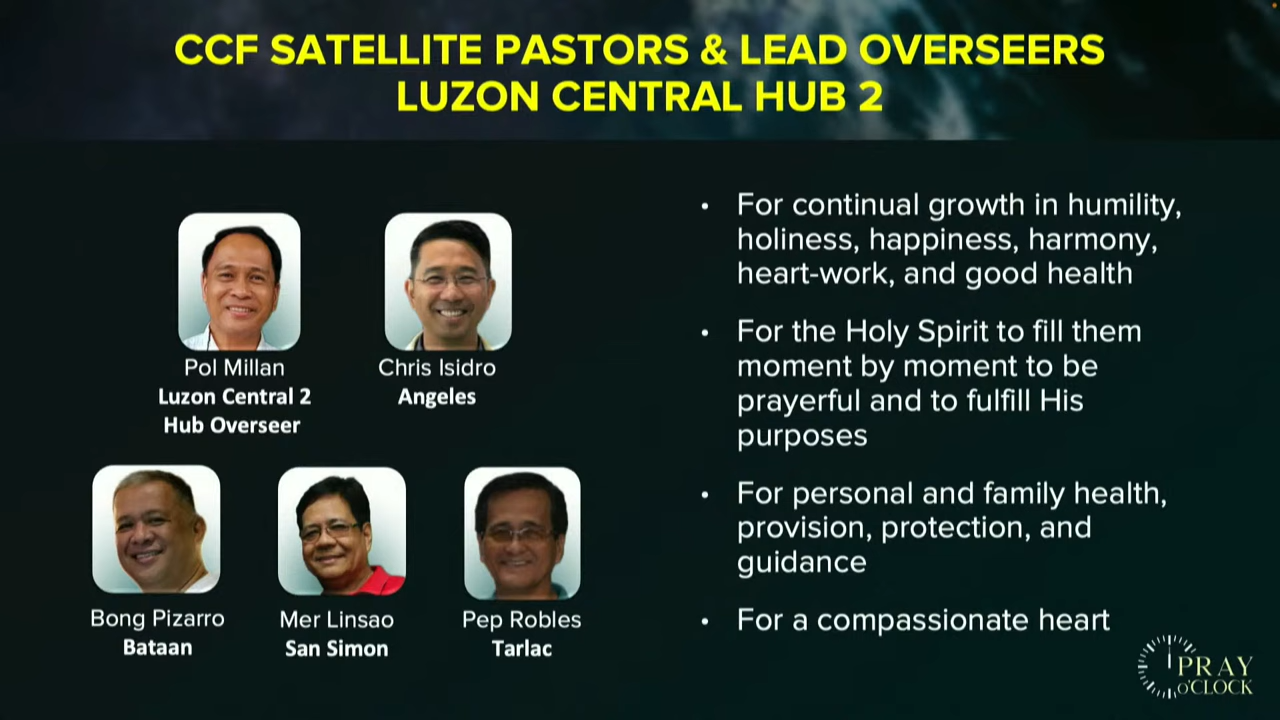 CCF SATELLITE PASTORS & LEAD OVERSEERS
LUZON CENTRAL HUB 2
Pol Millan
Luzon Central 2
Hub Overseer
Chris Isidro
Angeles
Bong Pizarro
Bataan
Mer Linsao
San Simon
Pep Robles
Tarlac
• For continual growth in humility,
holiness, happiness, harmony,
heart-work, and good health
• For the Holy Spirit to fill them
moment by moment to be
prayerful and to fulfill His
purposes
• For personal and family health,
provision, protection, and
guidance
• For a compassionate heart
PRAY
O'CLOCK